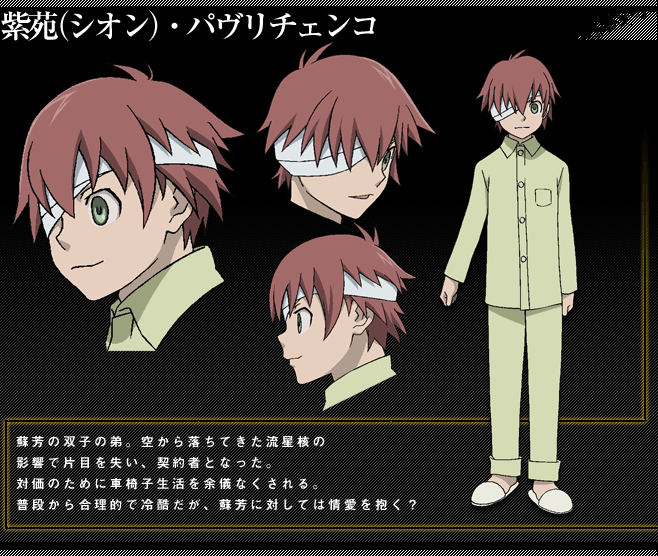 紫苑(シオン)・パヴリチェンコ
蘇芳の双子の弟。空から落ちてきた流星核の
影響で片目を失い、契約者となった。
対価のために車椅子生活を余儀なくされる。
普段から合理的で冷酷だが、蘇芳に対しては情愛を抱く？